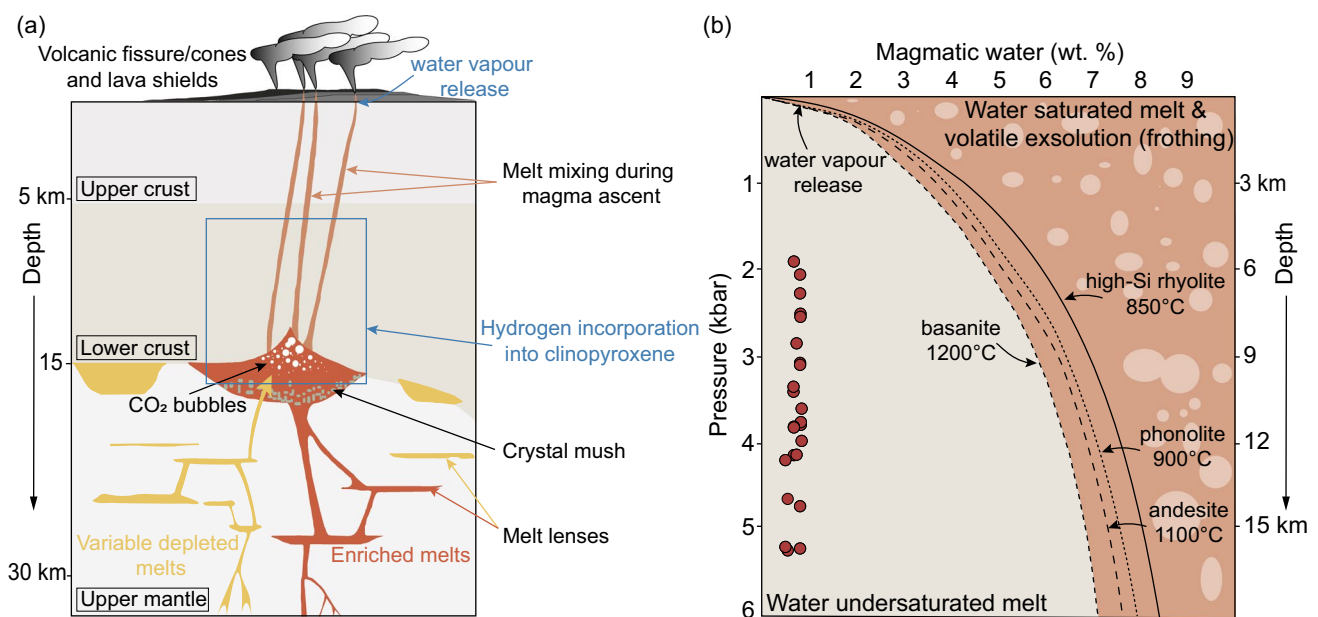 (a)
Volcanic fissure/cones
and lava shields
water vapour
release
Upper crust
5 km
Melt mixing during
magma ascent
Depth
Hydrogen incorporation
into clinopyroxene
Lower crust
15
CO₂ bubbles
Crystal mush
Melt lenses
Variable depleted
melts
Enriched melts
30 km
Upper mantle
(b)
Magmatic water (wt. %)
1 2 3 4 5 6 7 8 9
Water saturated melt &
volatile exsolution (frothing)
water vapour
release
1
3 km
2
6
high-Si rhyolite
850°C
Depth
Pressure (kbar)
basanite
1200°C
3
9
phonolite
900°C
4
12
andesite
1100°C
5
15 km
6
Water undersaturated melt